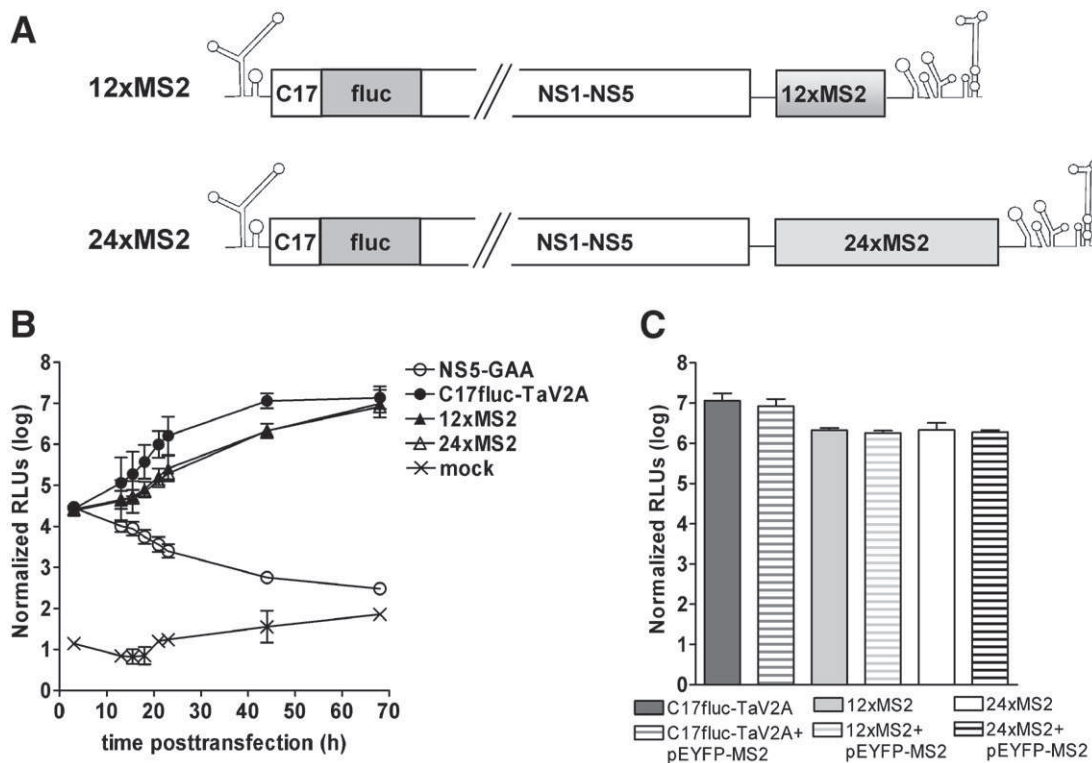 A
12xMS2
C17 fluc NS1-NS5 12xMS2
24xMS2
C17 fluc NS1-NS5 24xMS2
B
Normalized RLUs (log)
8
7
6
5
4
3
2
1
0
0 10 20 30 40 50 60 70
time posttransfection (h)
NS5-GAA
C17fluc-TaV2A
12xMS2
24xMS2
mock
C
Normalized RLUs (log)
8
7
6
5
4
3
2
1
0
C17fluc-TaV2A 12xMS2 24xMS2
C17fluc-TaV2A+ 12xMS2+ 24xMS2+
pEYFP-MS2 pEYFP-MS2 pEYFP-MS2